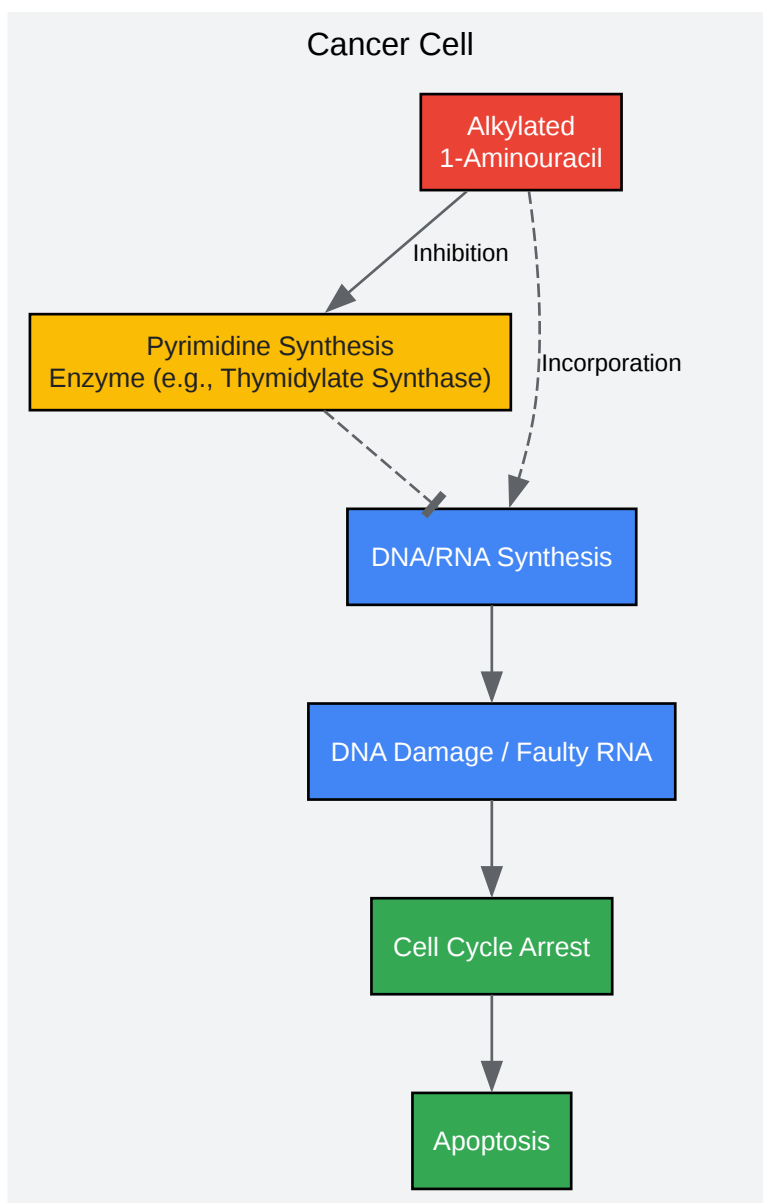 Cancer Cell
Alkylated
1-Aminouracil
Inhibition
Pyrimidine Synthesis
Enzyme (e.g., Thymidylate Synthase)
Incorporation
DNA/RNA Synthesis
DNA Damage / Faulty RNA
Cell Cycle Arrest
Apoptosis